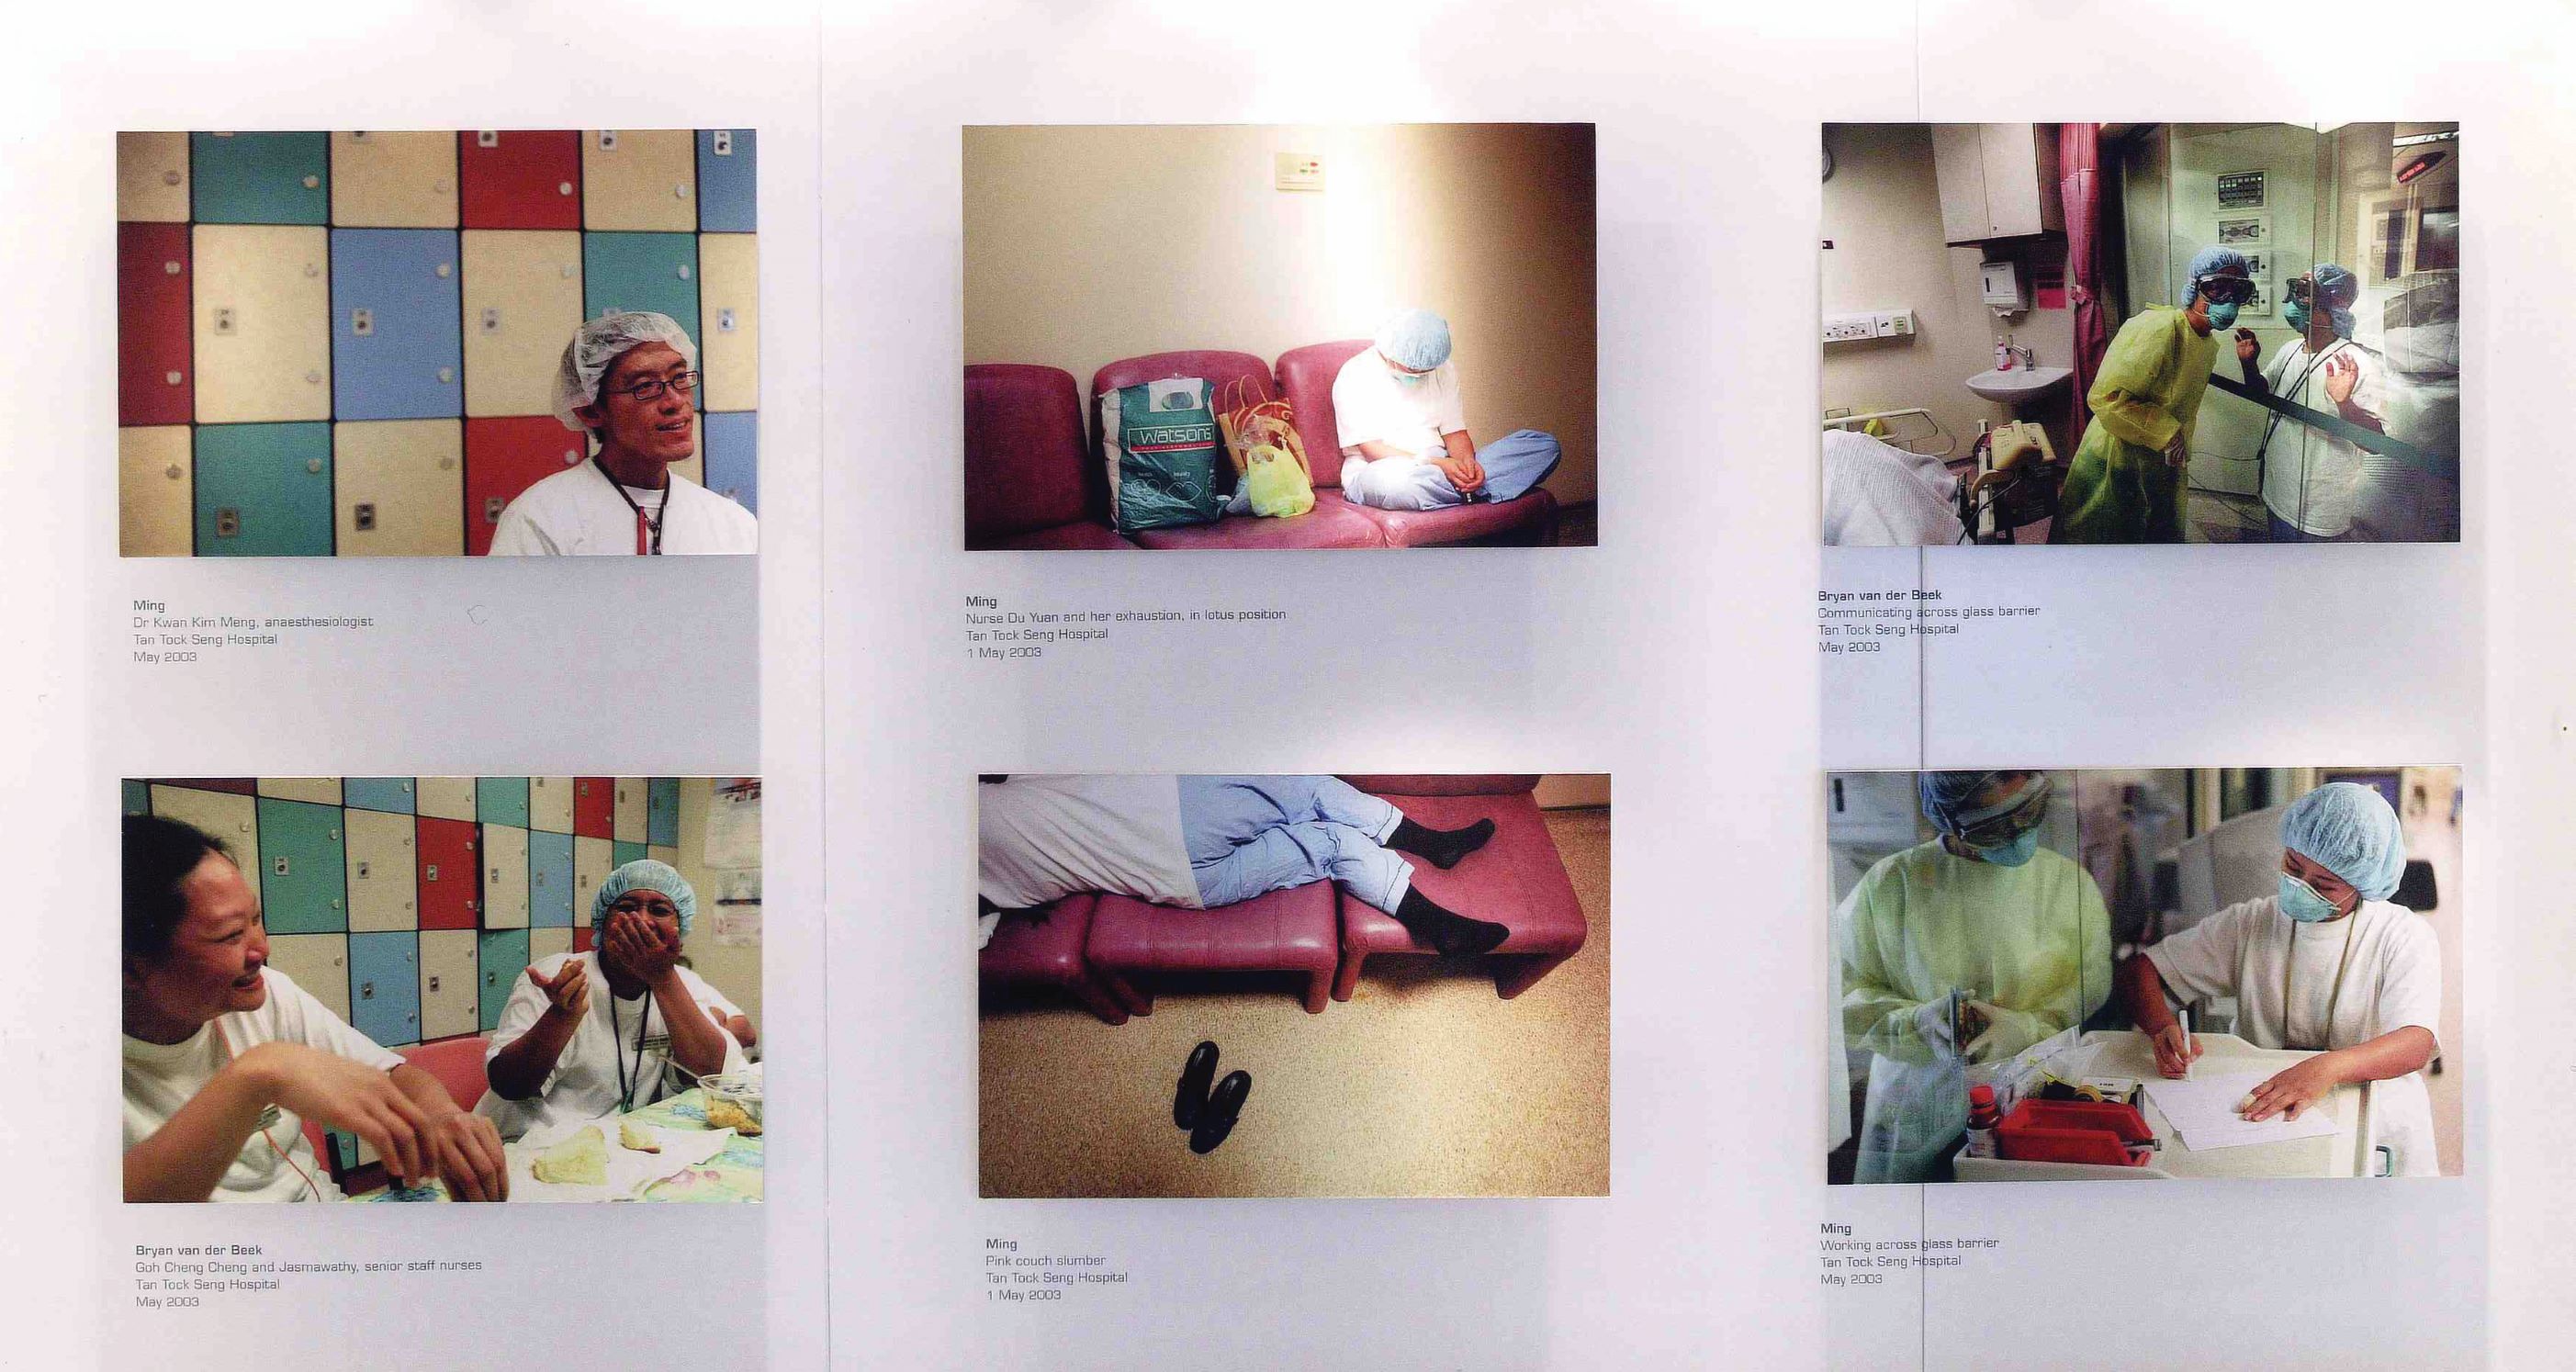 Watsons
Ming
Dr Kwan Kim Meng, anaesthesiologist
Tan Tock Seng Hospital
May 2003
Ming
Nurse Du Yuan and her exhaustion, in lotus position
Tan Tock Seng Hospital
1 May 2003
Bryan van der Beek
Communicating across glass barrier
Tan Tock Seng Hospital
May 2003
Bryan van der Beek
Goh Cheng Cheng and Jasmawathy, senior staff nurses
Tan Tock Seng Hospital
May 2003
Ming
Pink couch slumber
Tan Tock Seng Hospital
1 May 2003
Ming
Working across glass barrier
Tan Tock Seng Hospital
May 2003